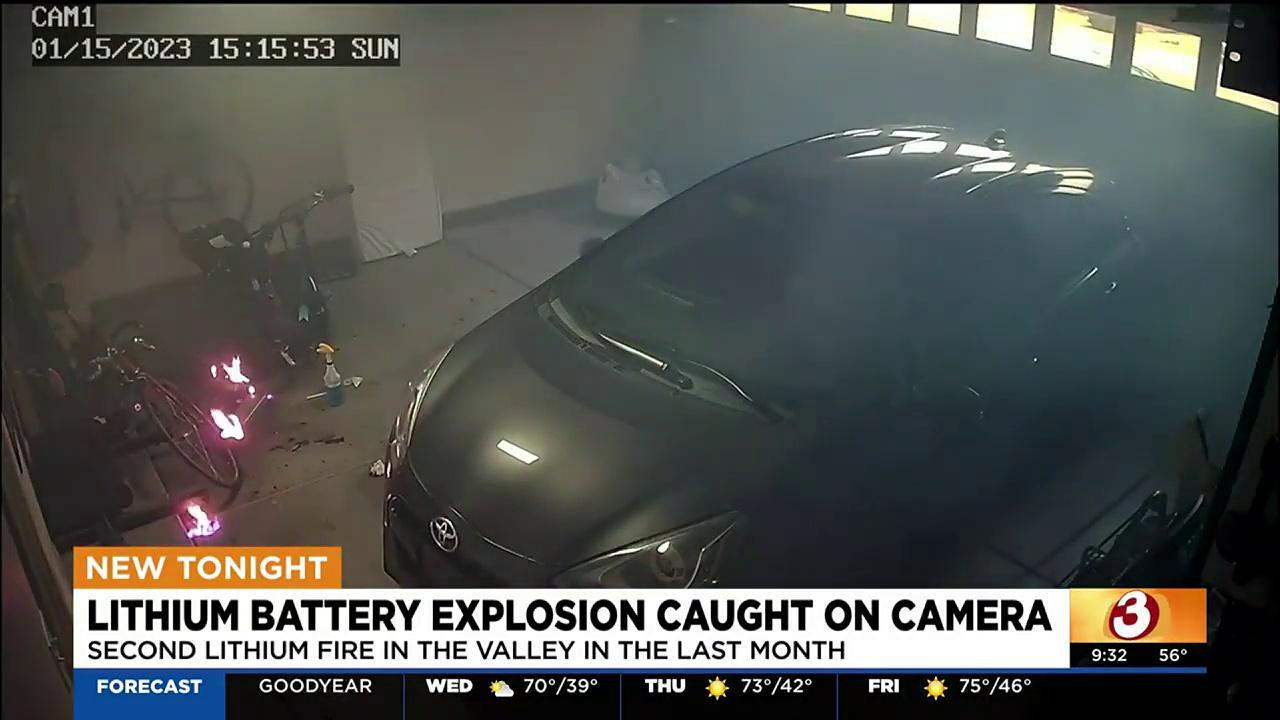 CAM1
01/15/2023 15:15:53 SUN
NEW TONIGHT
LITHIUM BATTERY EXPLOSION CAUGHT ON CAMERA
SECOND LITHIUM FIRE IN THE VALLEY IN THE LAST MONTH
3
9:32 56°
FORECAST GOODYEAR WED 70°/39° THU 73°/42° FRI 75°/46°